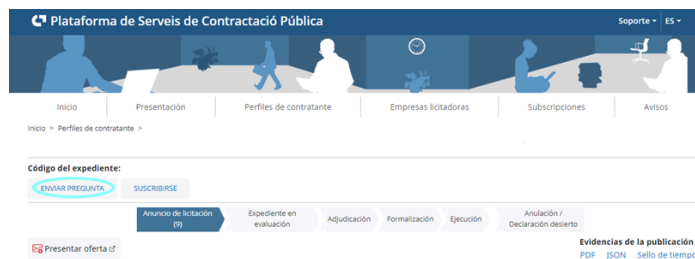 Plataforma de Serveis de Contractació Pública
Soporte ES
Inicio Presentación Perfiles de contratante Empresas licitadoras Subscripciones Avisos
Inicio > Perfiles de contratante >
Código del expediente:
ENVIAR PREGUNTA SUSCRIBIRSE
Anuncio de licitación
(9)
Expediente en
evaluación
Adjudicación
Formalización
Ejecución
Anulación /
Declaración desierto
Presentar oferta
Evidencias de la publicación
PDF JSON Sello de tiempo